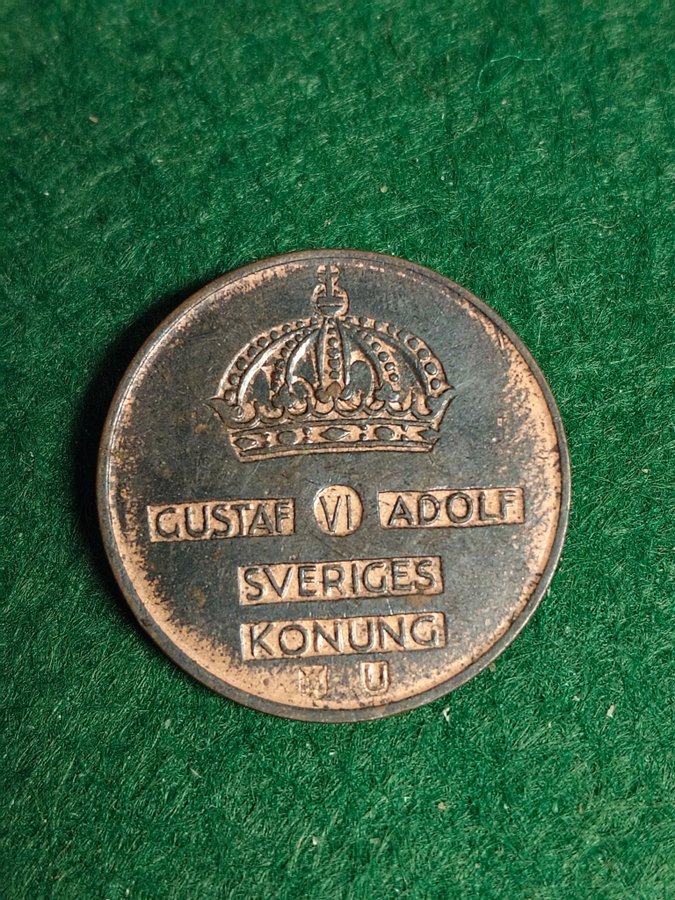 GUSTAF VI ADOLF
SVERIGES
KONUNG
U